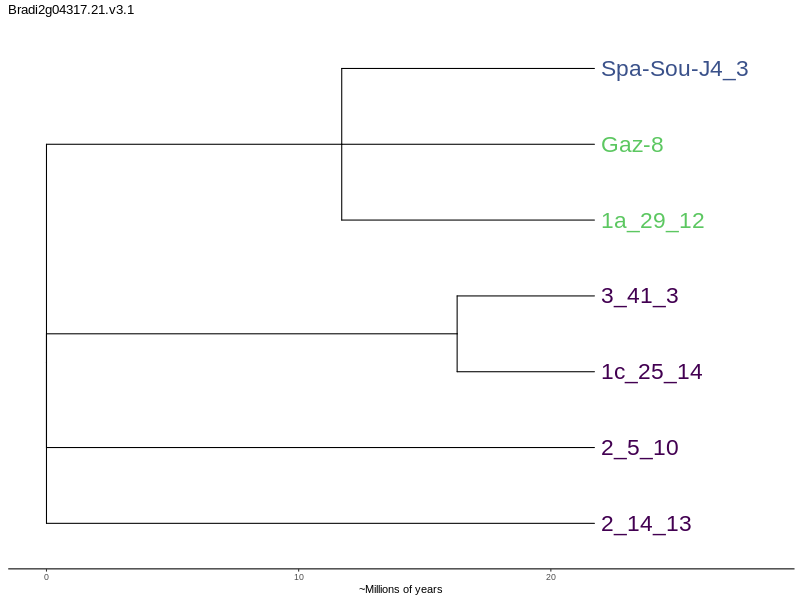 Bradi2g04317.21.v3.1
Spa-Sou-J4_3
Gaz-8
1a_29_12
3_41_3
1c_25_14
2_5_10
2_14_13
0 10 20
~Millions of years